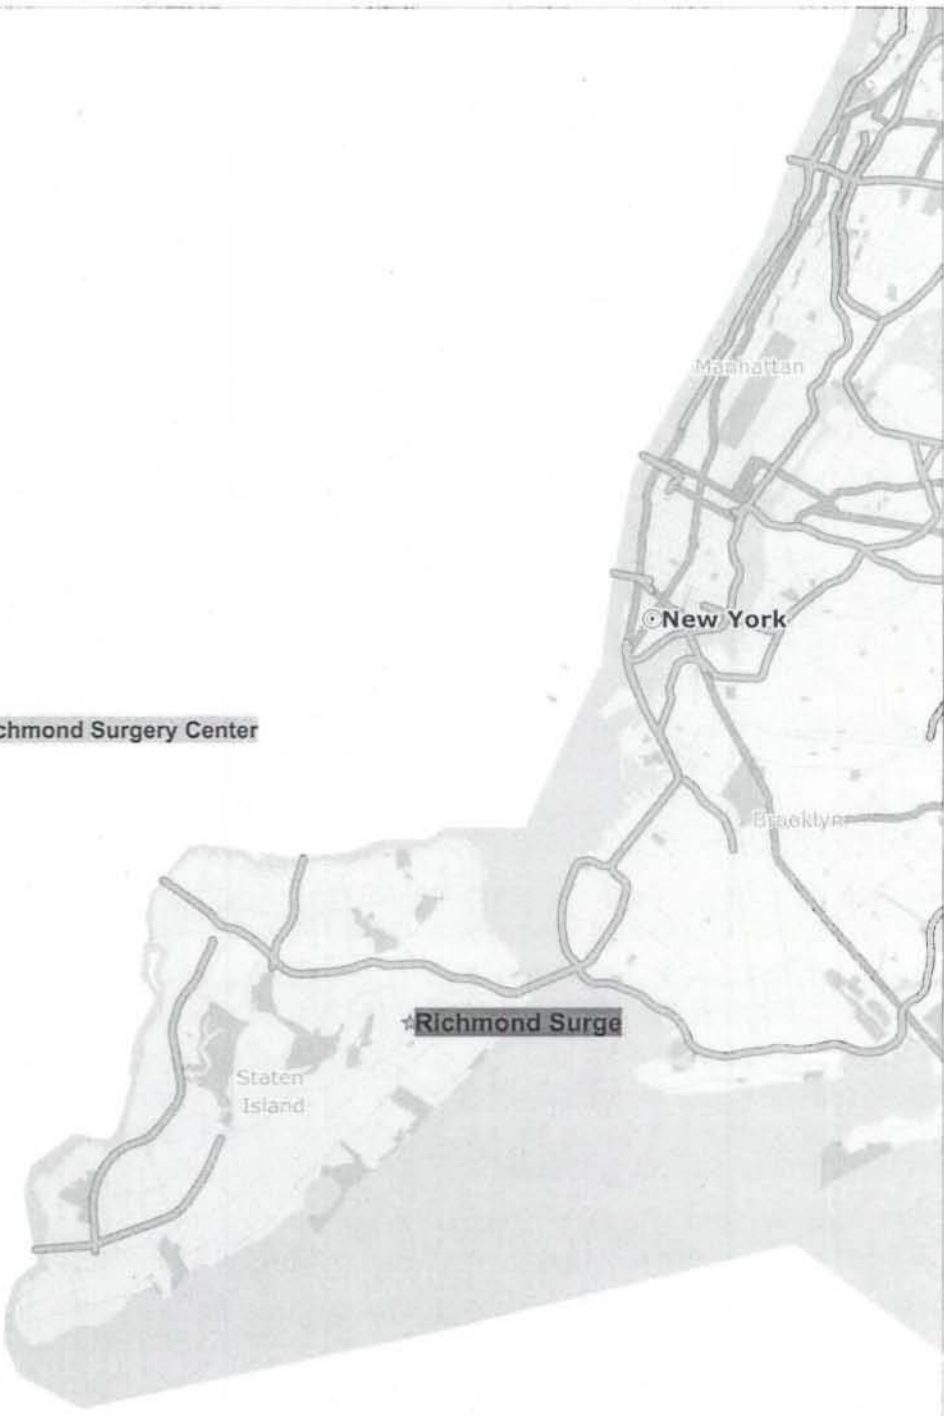 Manhattan
New York
chmond Surgery Center
Brooklyn
☆Richmond Surge
Staten
Island